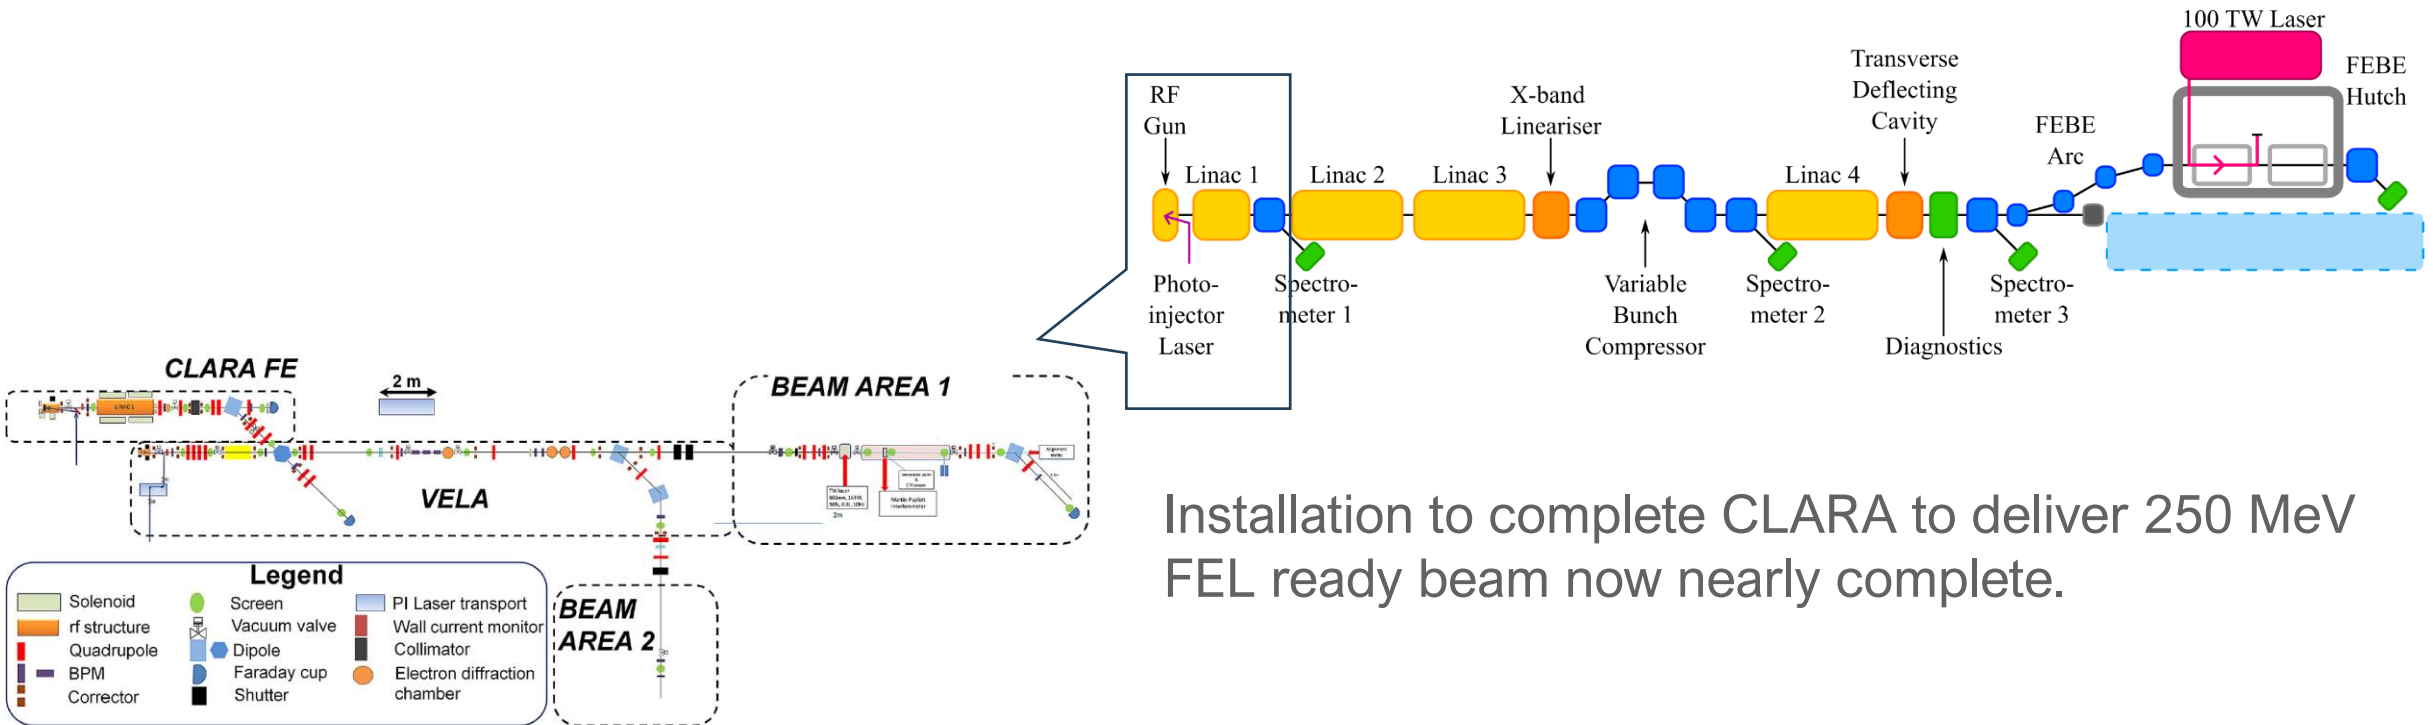 100 TW Laser
FEBE
Hutch
Transverse
Deflecting
Cavity
FEBE
Arc
RF
Gun
X-band
Lineariser
Linac 1
Linac 2
Linac 3
Linac 4
Photo-
injector
Laser
Spectro-
meter 1
Variable
Bunch
Compressor
Spectro-
meter 2
Diagnostics
Spectro-
meter 3
CLARA FE
2 m
BEAM AREA 1
LINAC1
VELA
2m
BEAM
AREA 2
Legend
Solenoid
rf structure
Quadrupole
BPM
Corrector
Screen
Vacuum valve
Dipole
Faraday cup
Shutter
PI Laser transport
Wall current monitor
Collimator
Electron diffraction
chamber
Installation to complete CLARA to deliver 250 MeV
FEL ready beam now nearly complete.